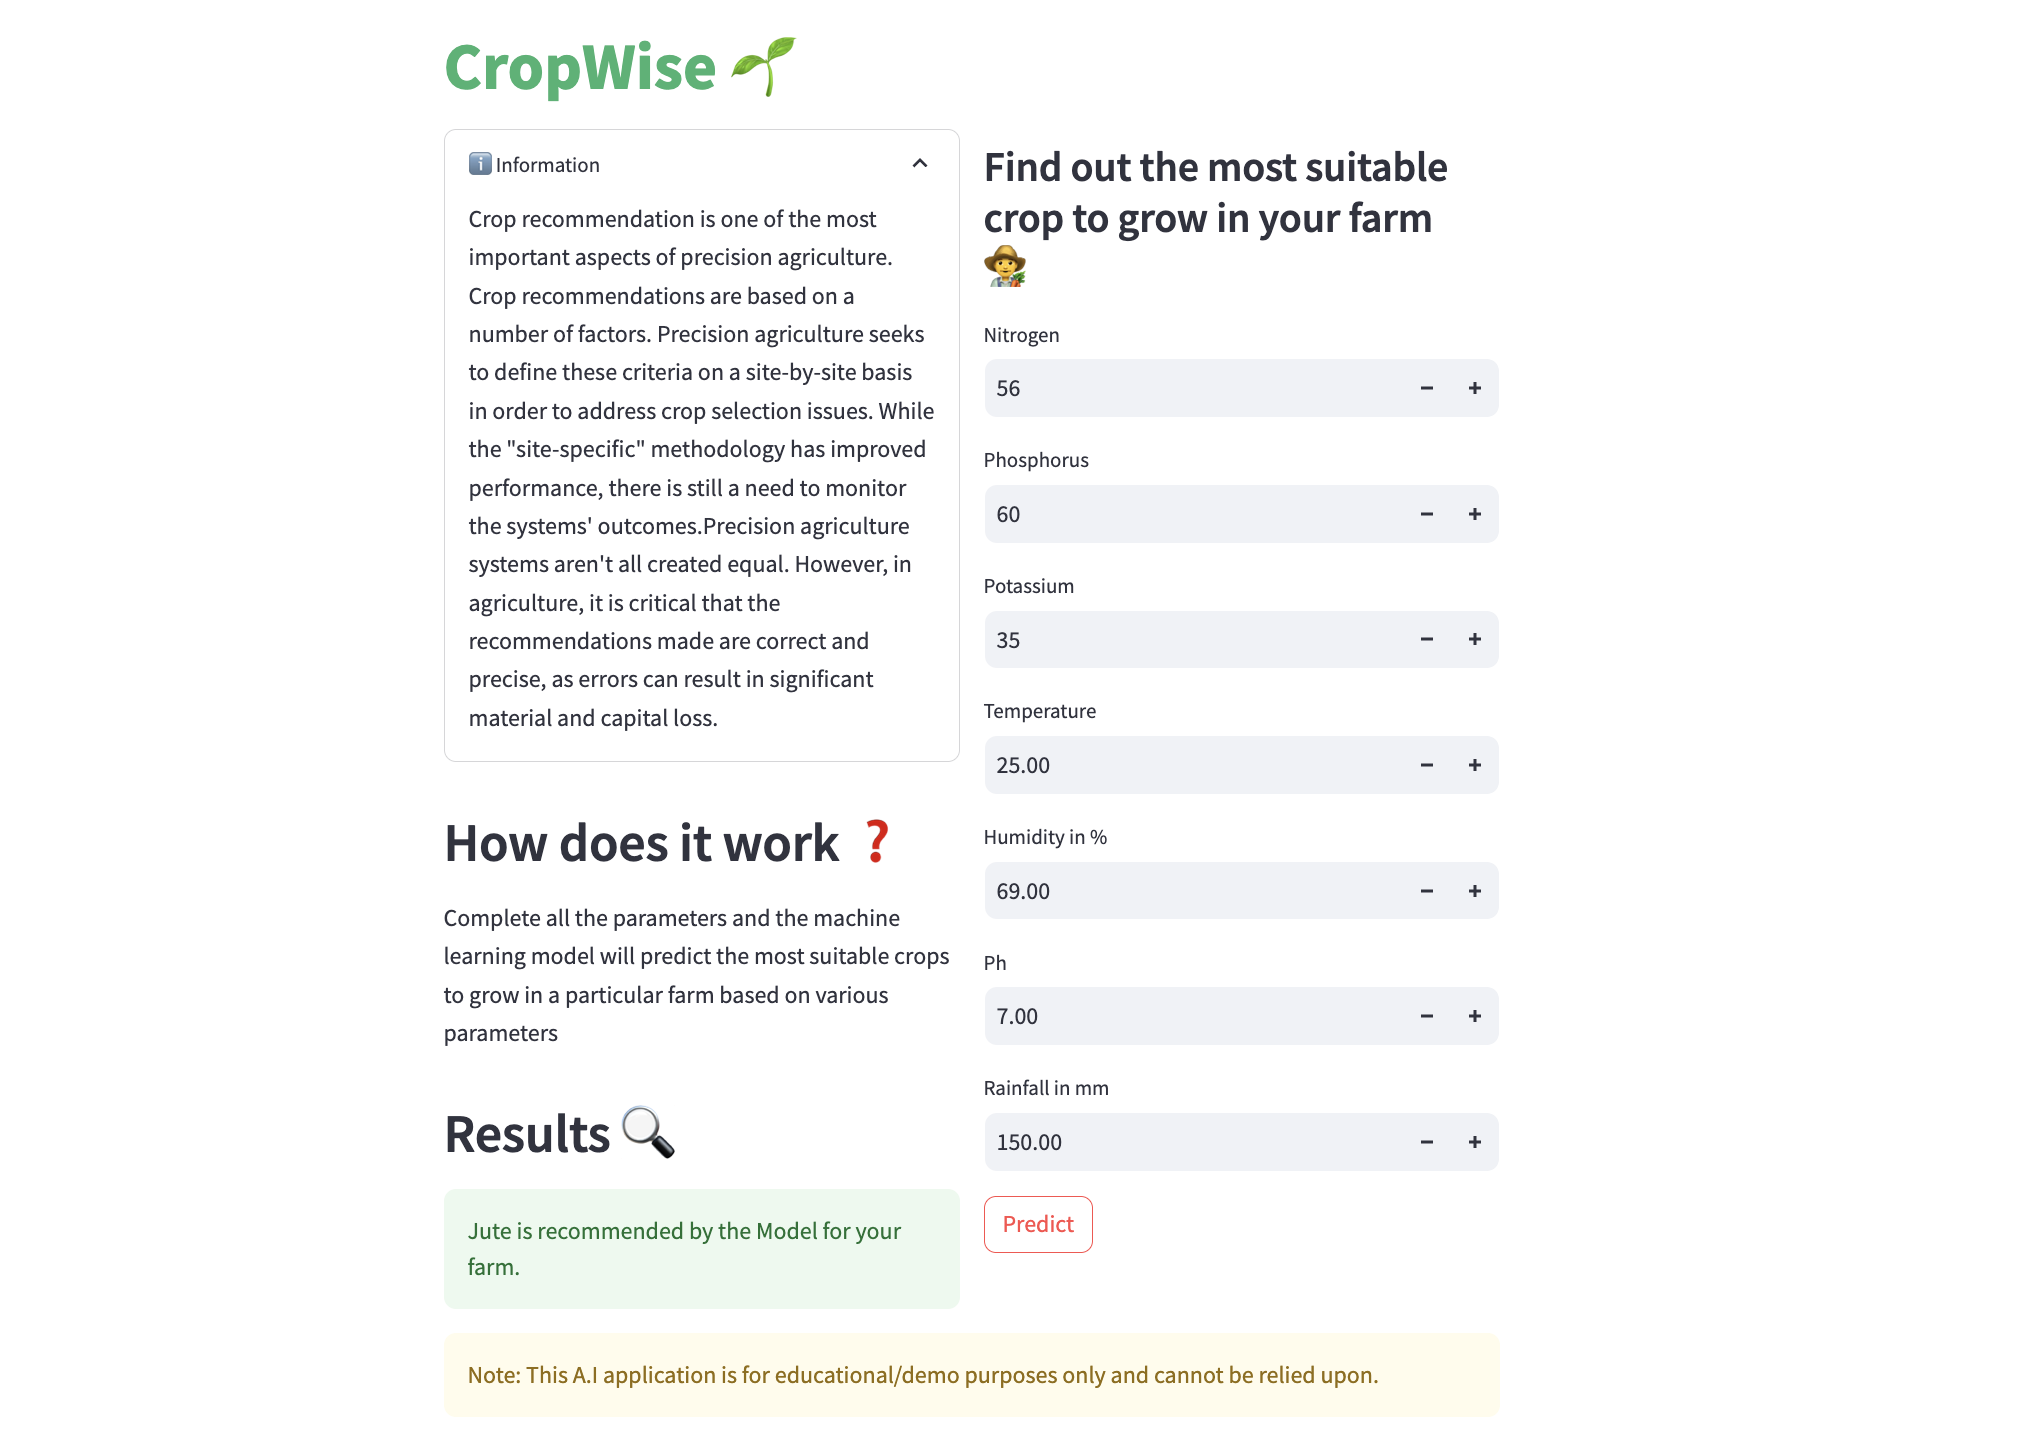 CropWise
Information
Crop recommendation is one of the most
important aspects of precision agriculture.
Crop recommendations are based on a
number of factors. Precision agriculture seeks
to define these criteria on a site-by-site basis
in order to address crop selection issues. While
the "site-specific" methodology has improved
performance, there is still a need to monitor
the systems' outcomes.Precision agriculture
systems aren't all created equal. However, in
agriculture, it is critical that the
recommendations made are correct and
precise, as errors can result in significant
material and capital loss.
How does it work ❓
Complete all the parameters and the machine
learning model will predict the most suitable crops
to grow in a particular farm based on various
parameters
Results
Jute is recommended by the Model for your
farm.
Find out the most suitable
crop to grow in your farm
Nitrogen
56
Phosphorus
60
Potassium
35
Temperature
25.00
Humidity in %
69.00
Ph
7.00
Rainfall in mm
150.00
Predict
Note: This A.I application is for educational/demo purposes only and cannot be relied upon.